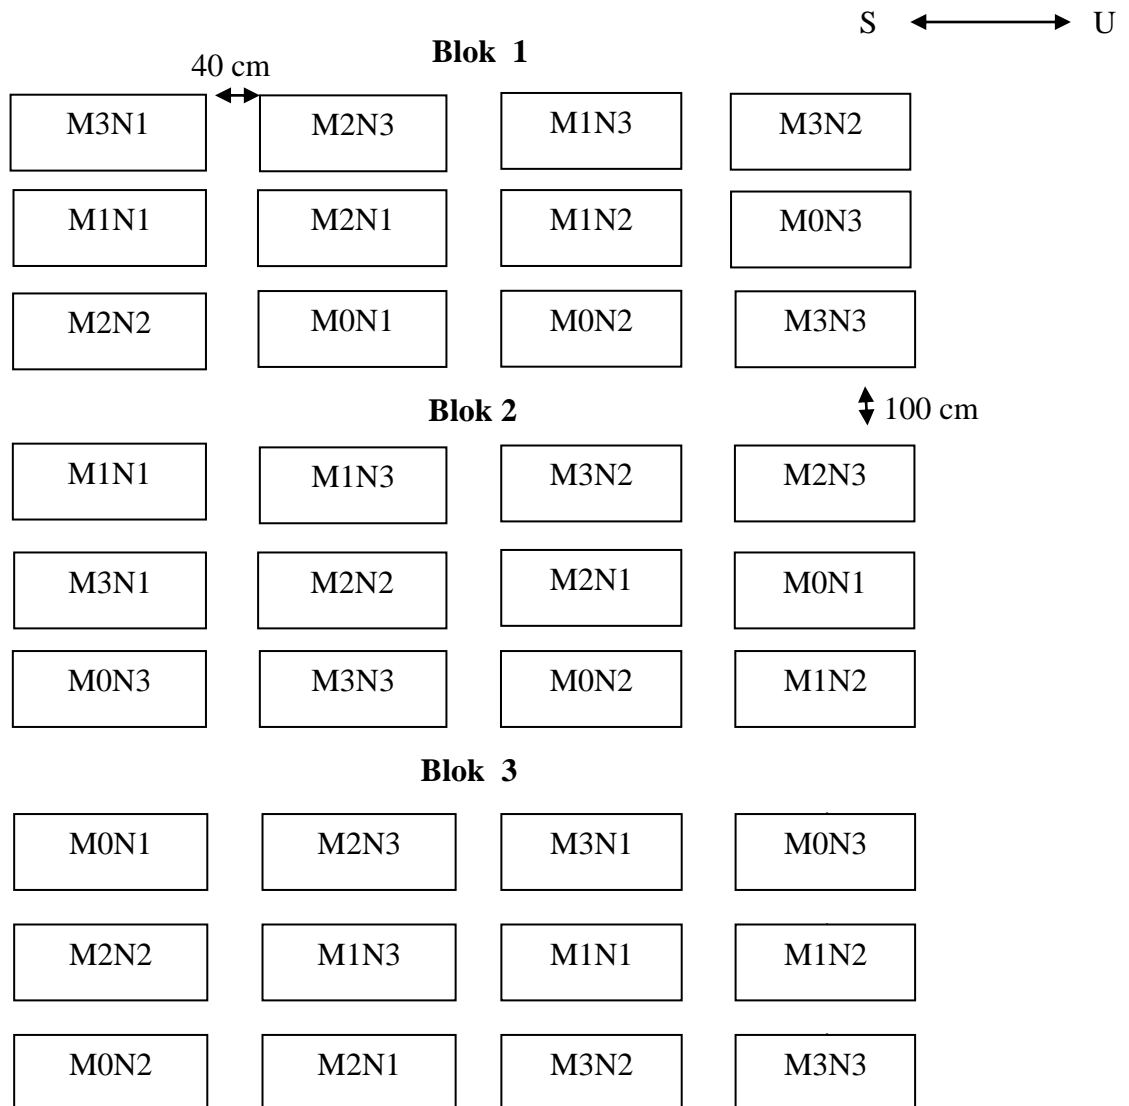 S U
Blok 1
40 cm
M3N1 M2N3 M1N3 M3N2
M1N1 M2N1 M1N2 M0N3
M2N2 M0N1 M0N2 M3N3
Blok 2 100 cm
M1N1 M1N3 M3N2 M2N3
M3N1 M2N2 M2N1 M0N1
M0N3 M3N3 M0N2 M1N2
Blok 3
M0N1 M2N3 M3N1 M0N3
M2N2 M1N3 M1N1 M1N2
M0N2 M2N1 M3N2 M3N3